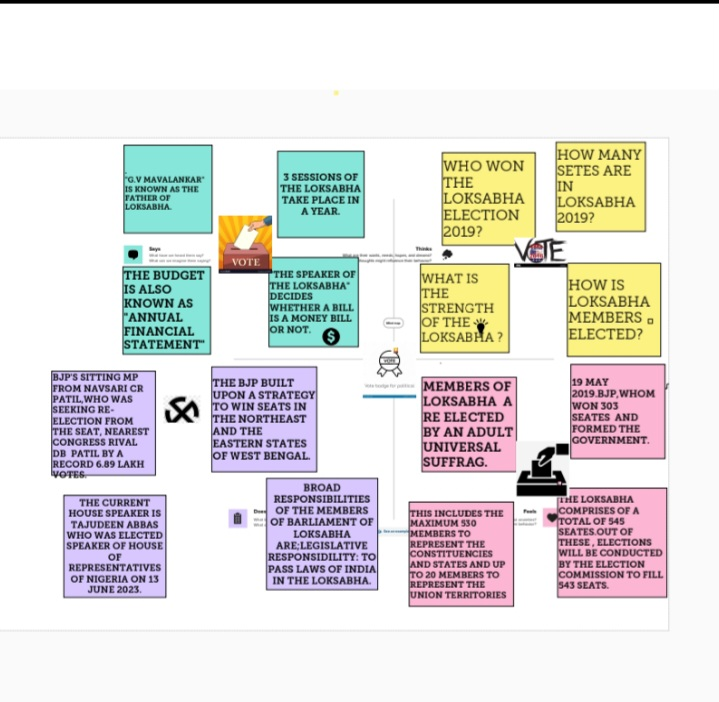 "G.V MAVALANKAR"
IS KNOWN AS THE
FATHER OF
LOKSABHA.
3 SESSIONS OF
THE LOKSABHA
TAKE PLACE IN
A YEAR.
WHO WON
THE
LOKSABHA
ELECTION
2019?
HOW MANY
SETES ARE
IN
LOKSABHA
2019?
VOTE
Says
Thinks
VOTE
THE BUDGET
IS ALSO
KNOWN AS
"ANNUAL
FINANCIAL
STATEMENT"
"THE SPEAKER OF
THE LOKSABHA"
DECIDES
WHETHER A BILL
IS A MONEY BILL
OR NOT.
WHAT IS
THE
STRENGTH
OF THE
LOKSABHA ?
HOW IS
LOKSABHA
MEMBERS
ELECTED?
VOTE
Vote badge for political
BJP'S SITTING MP
FROM NAVSARI CR
PATIL,WHO WAS
SEEKING RE-
ELECTION FROM
THE SEAT, NEAREST
CONGRESS RIVAL
DB PATIL BY A
RECORD 6.89 LAKH
VOTES.
THE BJP BUILT
UPON A STRATEGY
TO WIN SEATS IN
THE NORTHEAST
AND THE
EASTERN STATES
OF WEST BENGAL.
MEMBERS OF
LOKSABHA A
RE ELECTED
BY AN ADULT
UNIVERSAL
SUFFRAG.
19 MAY
2019.BJP,WHOM
WON 303
SEATES AND
FORMED THE
GOVERNMENT.
THE CURRENT
HOUSE SPEAKER IS
TAJUDEEN ABBAS
WHO WAS ELECTED
SPEAKER OF HOUSE
OF
REPRESENTATIVES
OF NIGERIA ON 13
JUNE 2023.
Does
BROAD
RESPONSIBILITIES
OF THE MEMBERS
OF BARLIAMENT OF
LOKSABHA
ARE;LEGISLATIVE
RESPONSIDILITY: TO
PASS LAWS OF INDIA
IN THE LOKSABHA.
THIS INCLUDES THE
MAXIMUM 530
MEMBERS TO
REPRESENT THE
CONSTITUENCIES
AND STATES AND UP
TO 20 MEMBERS TO
REPRESENT THE
UNION TERRITORIES
Feels
THE LOKSABHA
COMPRISES OF A
TOTAL OF 545
SEATES.OUT OF
THESE , ELECTIONS
WILL BE CONDUCTED
BY THE ELECTION
COMMISSION TO FILL
543 SEATS.